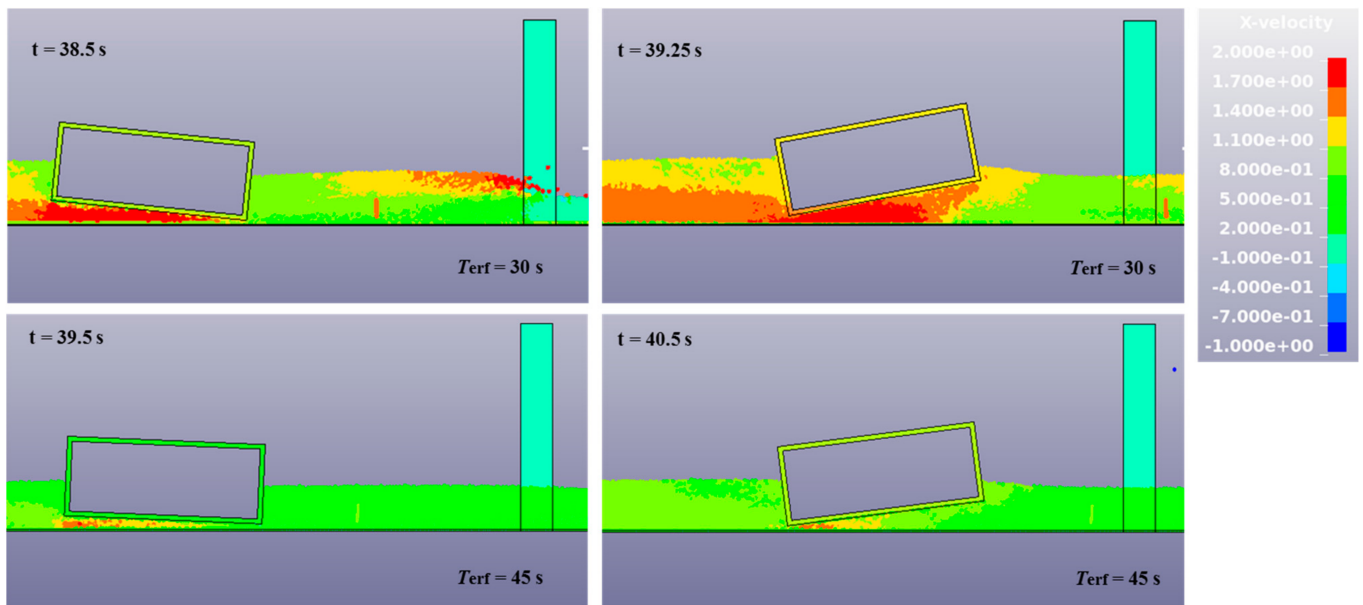 t = 38.5 s
Terf = 30 s
t = 39.25 s
Terf = 30 s
X-velocity
2.000e+00
1.700e+00
1.400e+00
1.100e+00
8.000e-01
5.000e-01
2.000e-01
-1.000e-01
-4.000e-01
-7.000e-01
-1.000e+00
t = 39.5 s
Terf = 45 s
t = 40.5 s
Terf = 45 s